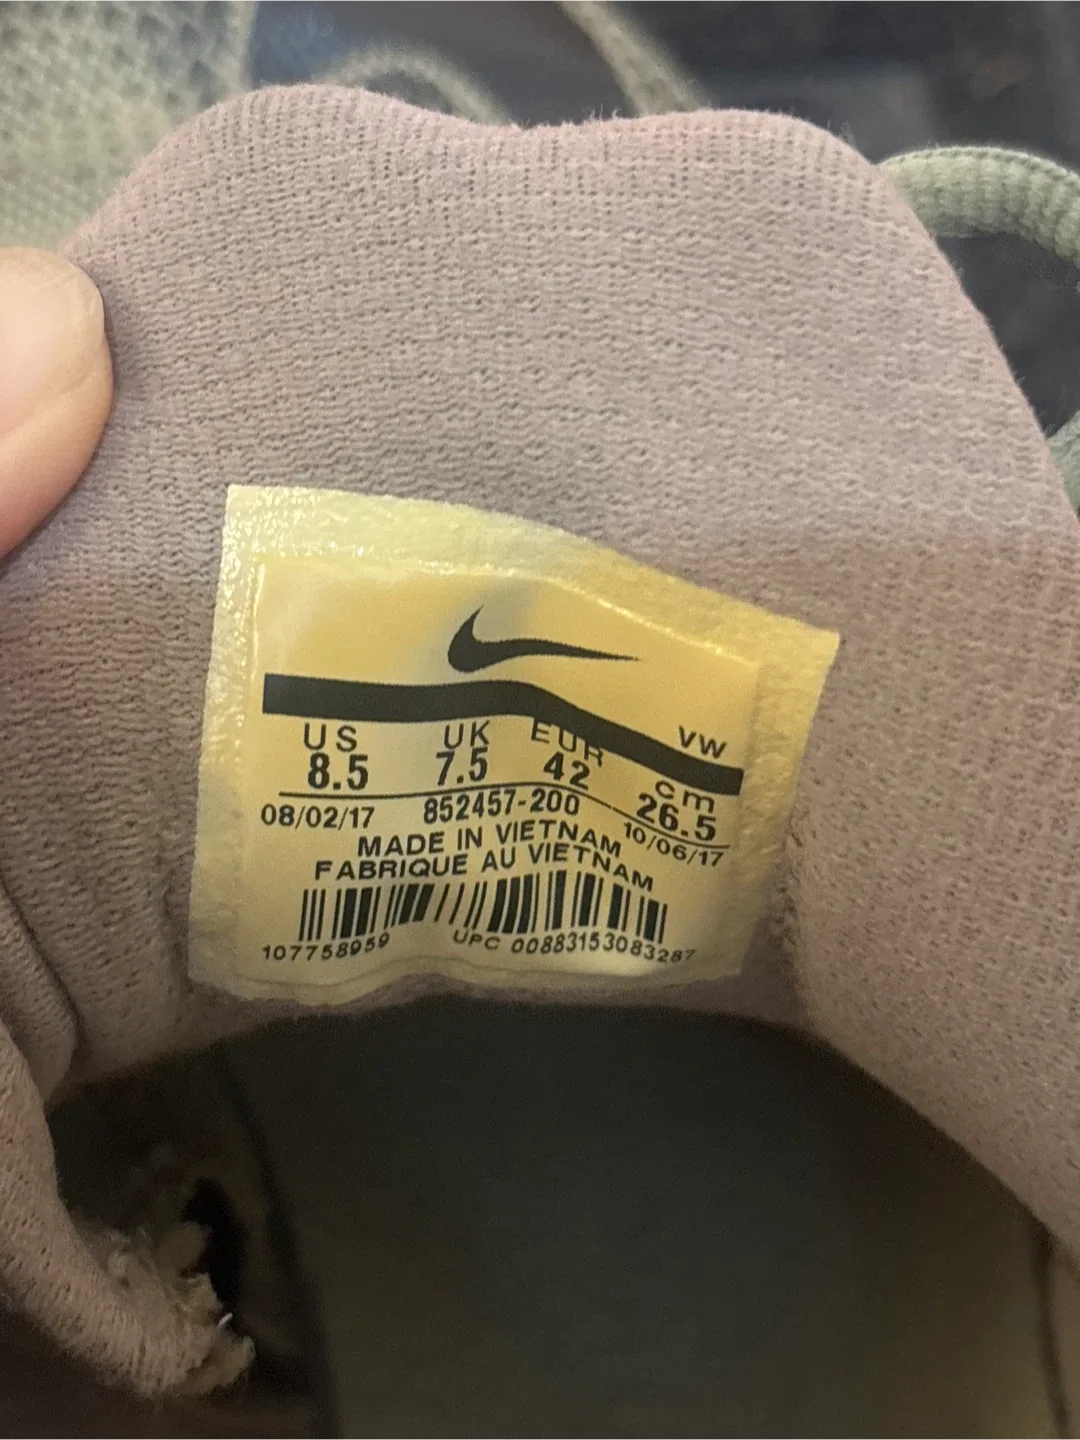 US UK EUR VW
8.5 7.5 42 cm
26.5
08/02/17 852457-200 10/06/17
MADE IN VIETNAM
FABRIQUE AU VIETNAM
107758959 UPC 00883153083287